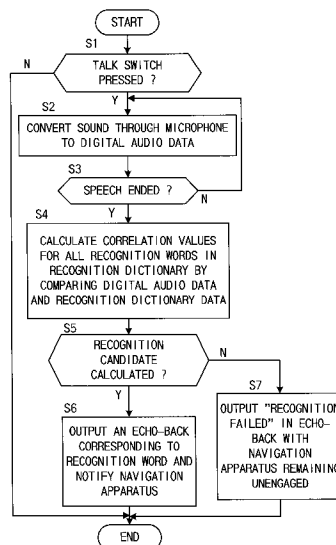 START
S1
N
TALK SWITCH
PRESSED ?
Y
S2
CONVERT SOUND THROUGH MICROPHONE
TO DIGITAL AUDIO DATA
S3
SPEECH ENDED ?
N
Y
S4
CALCULATE CORRELATION VALUES
FOR ALL RECOGNITION WORDS IN
RECOGNITION DICTIONARY BY
COMPARING DIGITAL AUDIO DATA
AND RECOGNITION DICTIONARY DATA
S5
RECOGNITION
CANDIDATE
CALCULATED ?
N
Y
S6
OUTPUT AN ECHO-BACK
CORRESPONDING TO
RECOGNITION WORD AND
NOTIFY NAVIGATION
APPARATUS
S7
OUTPUT "RECOGNITION
FAILED" IN ECHO-
BACK WITH
NAVIGATION
APPARATUS REMAINING
UNENGAGED
END